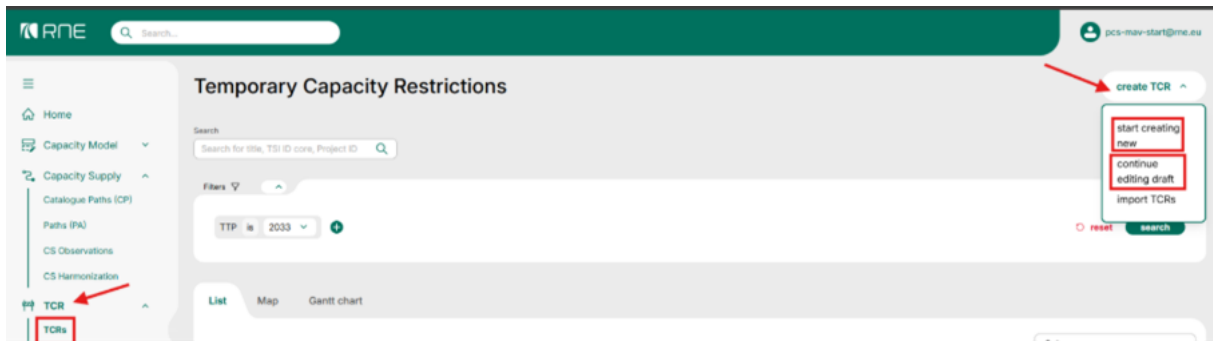 RNE
Search...
pcs-mav-start@rne.eu
Temporary Capacity Restrictions
create TCR
Home
Capacity Model
Capacity Supply
Catalogue Paths (CP)
Paths (PA)
CS Observations
CS Harmonization
TCR
TCRs
Search
Search for title, TSI ID core, Project ID
Filters
TTP is 2033
start creating
new
continue
editing draft
import TCRs
reset search
List Map Gantt chart